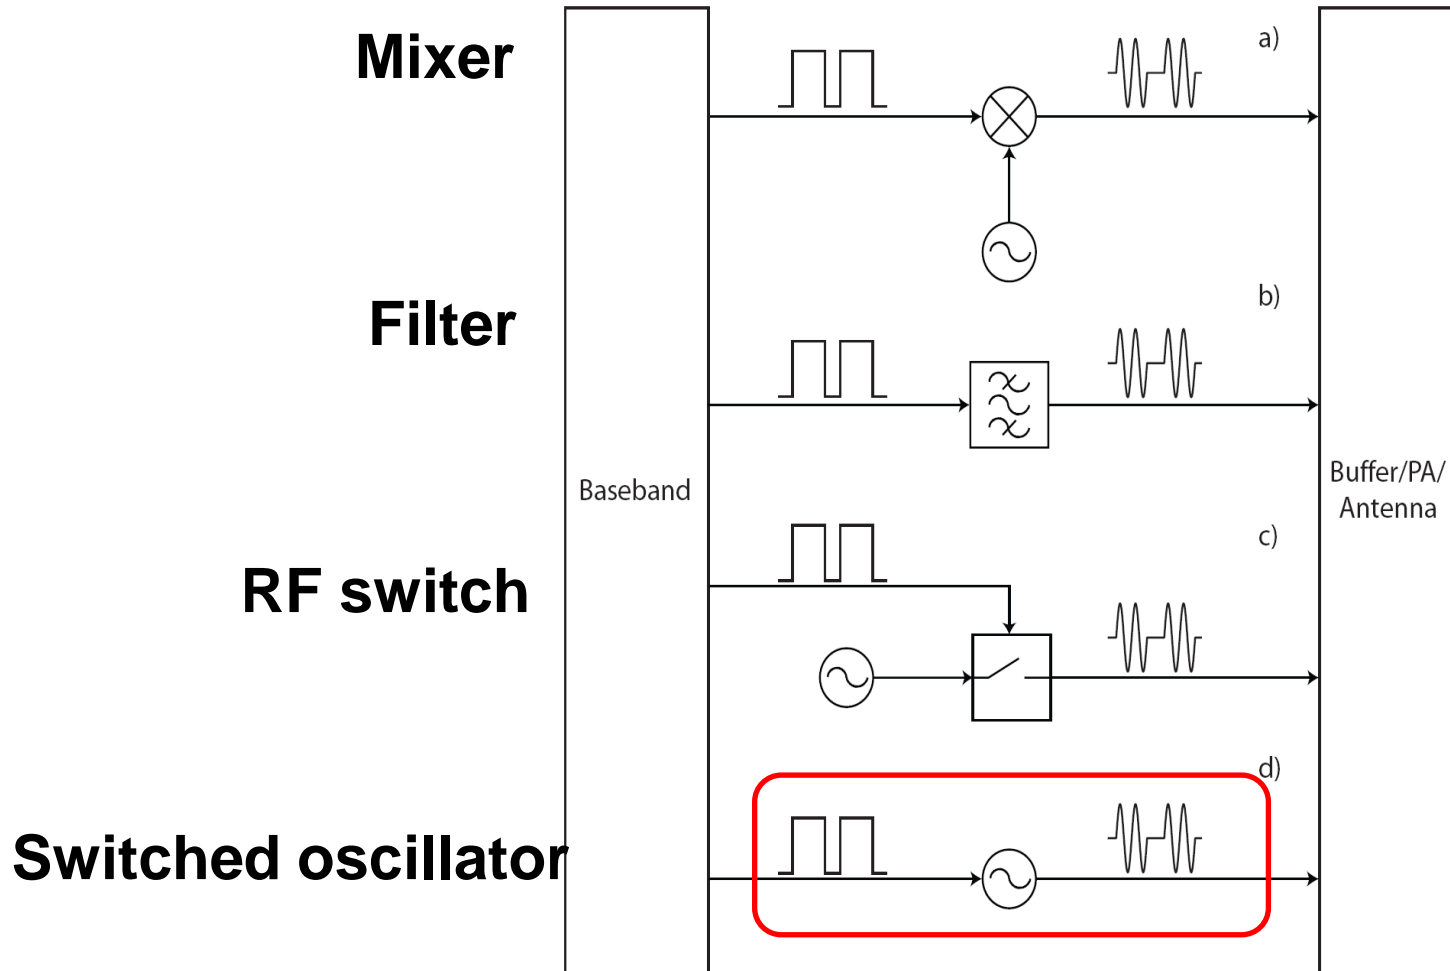 Mixer
a)
Filter
b)
Baseband
Buffer/PA/
Antenna
RF switch
c)
Switched oscillator
d)